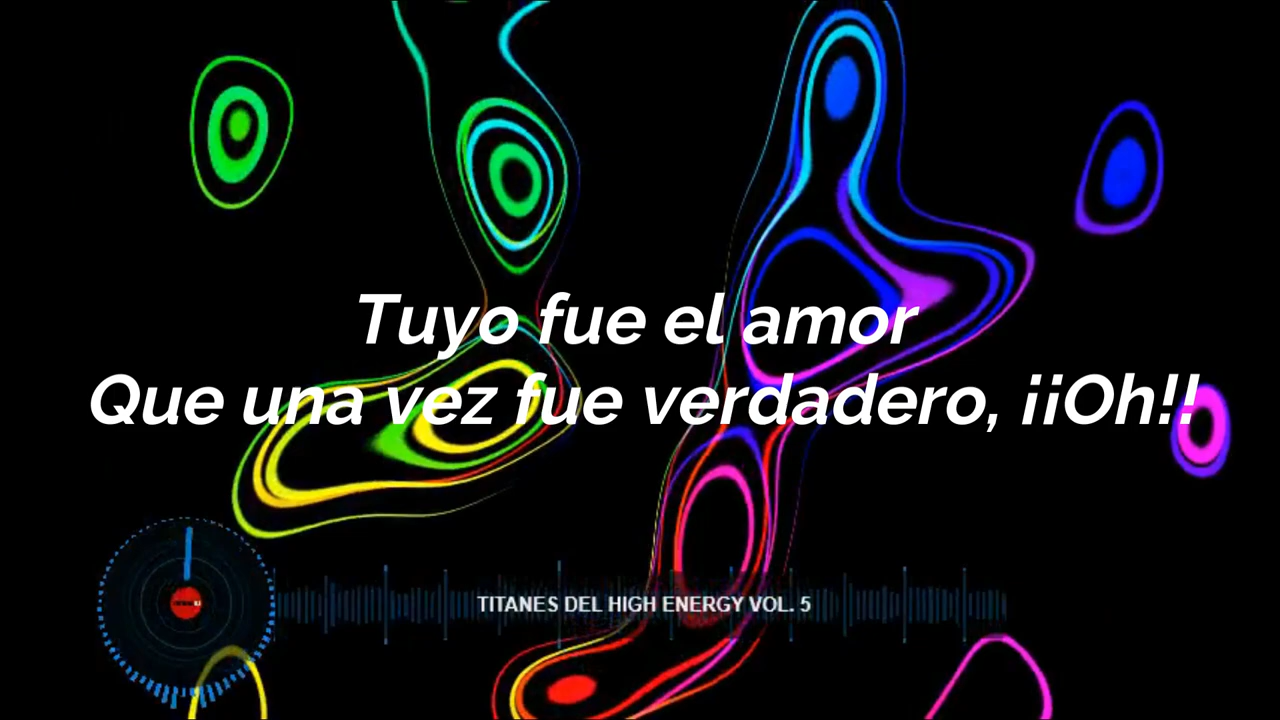 Tuyo fue el amor
Que una vez fue verdadero, ¡¡Oh!!
TITANES DEL HIGH ENERGY VOL. 5